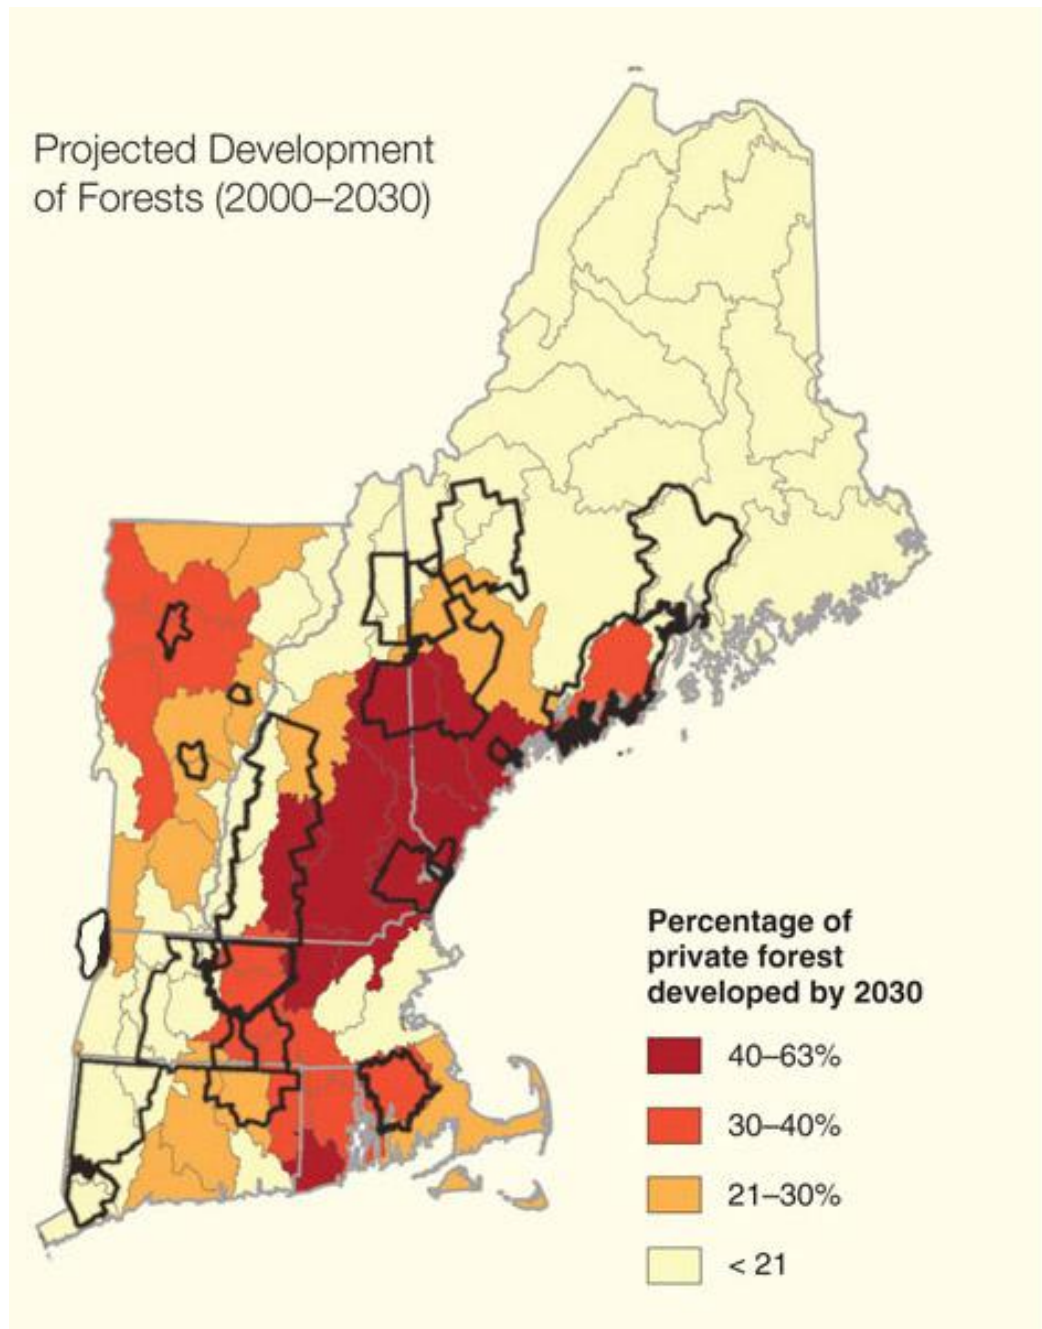 Projected Development
of Forests (2000–2030)
Percentage of
private forest
developed by 2030
40–63%
30–40%
21–30%
< 21